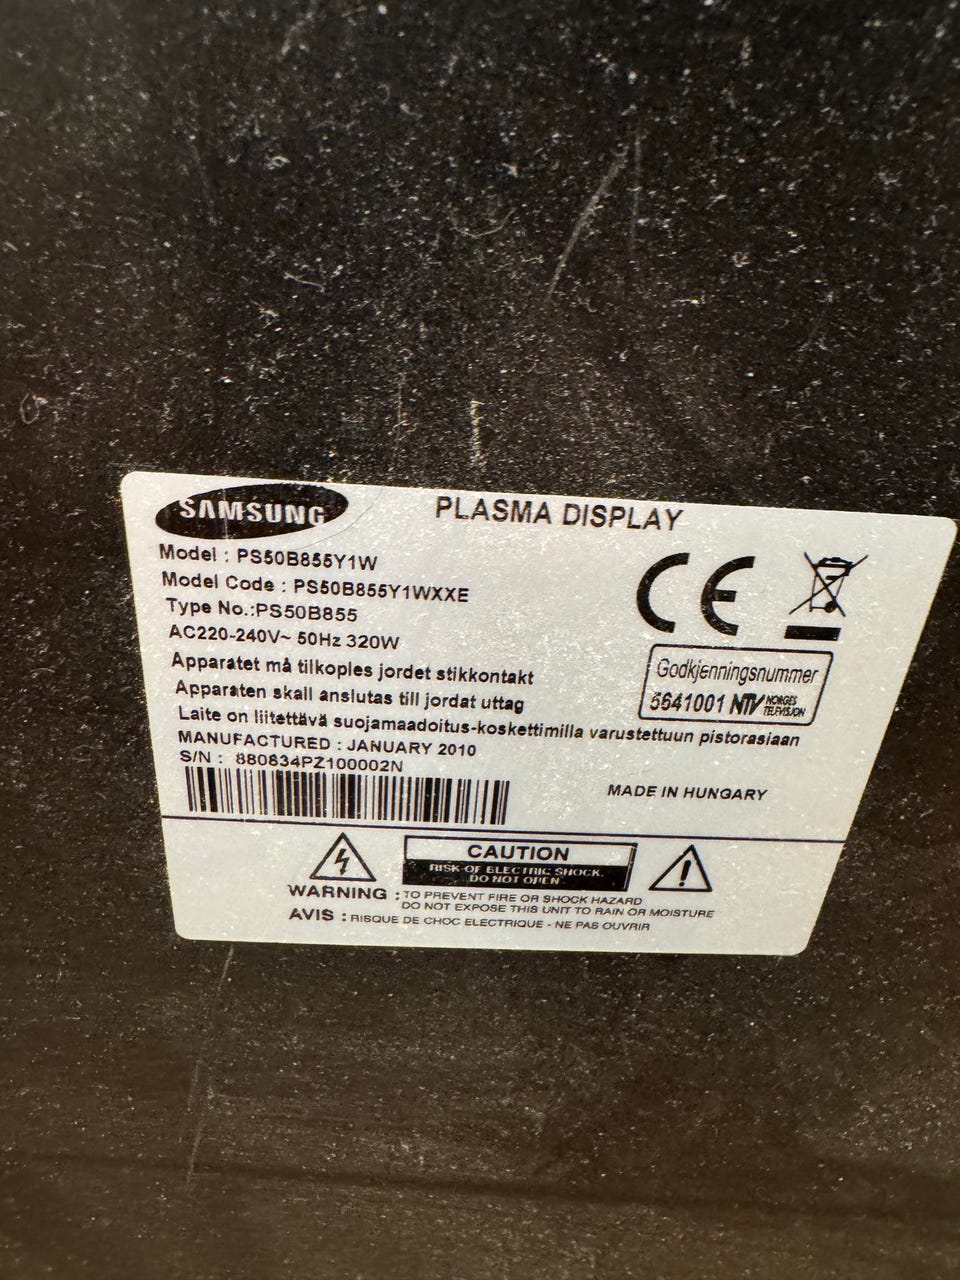 SAMSUNG
PLASMA DISPLAY
Model : PS50B855Y1W
Model Code : PS50B855Y1WXXE
Type No.:PS50B855
AC220-240V~ 50Hz 320W
Apparatet må tilkoples jordet stikkontakt
Apparaten skall anslutas till jordat uttag
Laite on liitettävä suojamaadoitus-koskettimilla varustettuun pistorasiaan
MANUFACTURED : JANUARY 2010
S/N : 880834PZ100002N
CE
Godkjenningsnummer
5641001 NTV NORGES
TELEVISJON
MADE IN HUNGARY
CAUTION
RISK OF ELECTRIC SHOCK.
DO NOT OPEN
WARNING : TO PREVENT FIRE OR SHOCK HAZARD
DO NOT EXPOSE THIS UNIT TO RAIN OR MOISTURE
AVIS : RISQUE DE CHOC ELECTRIQUE - NE PAS OUVRIR